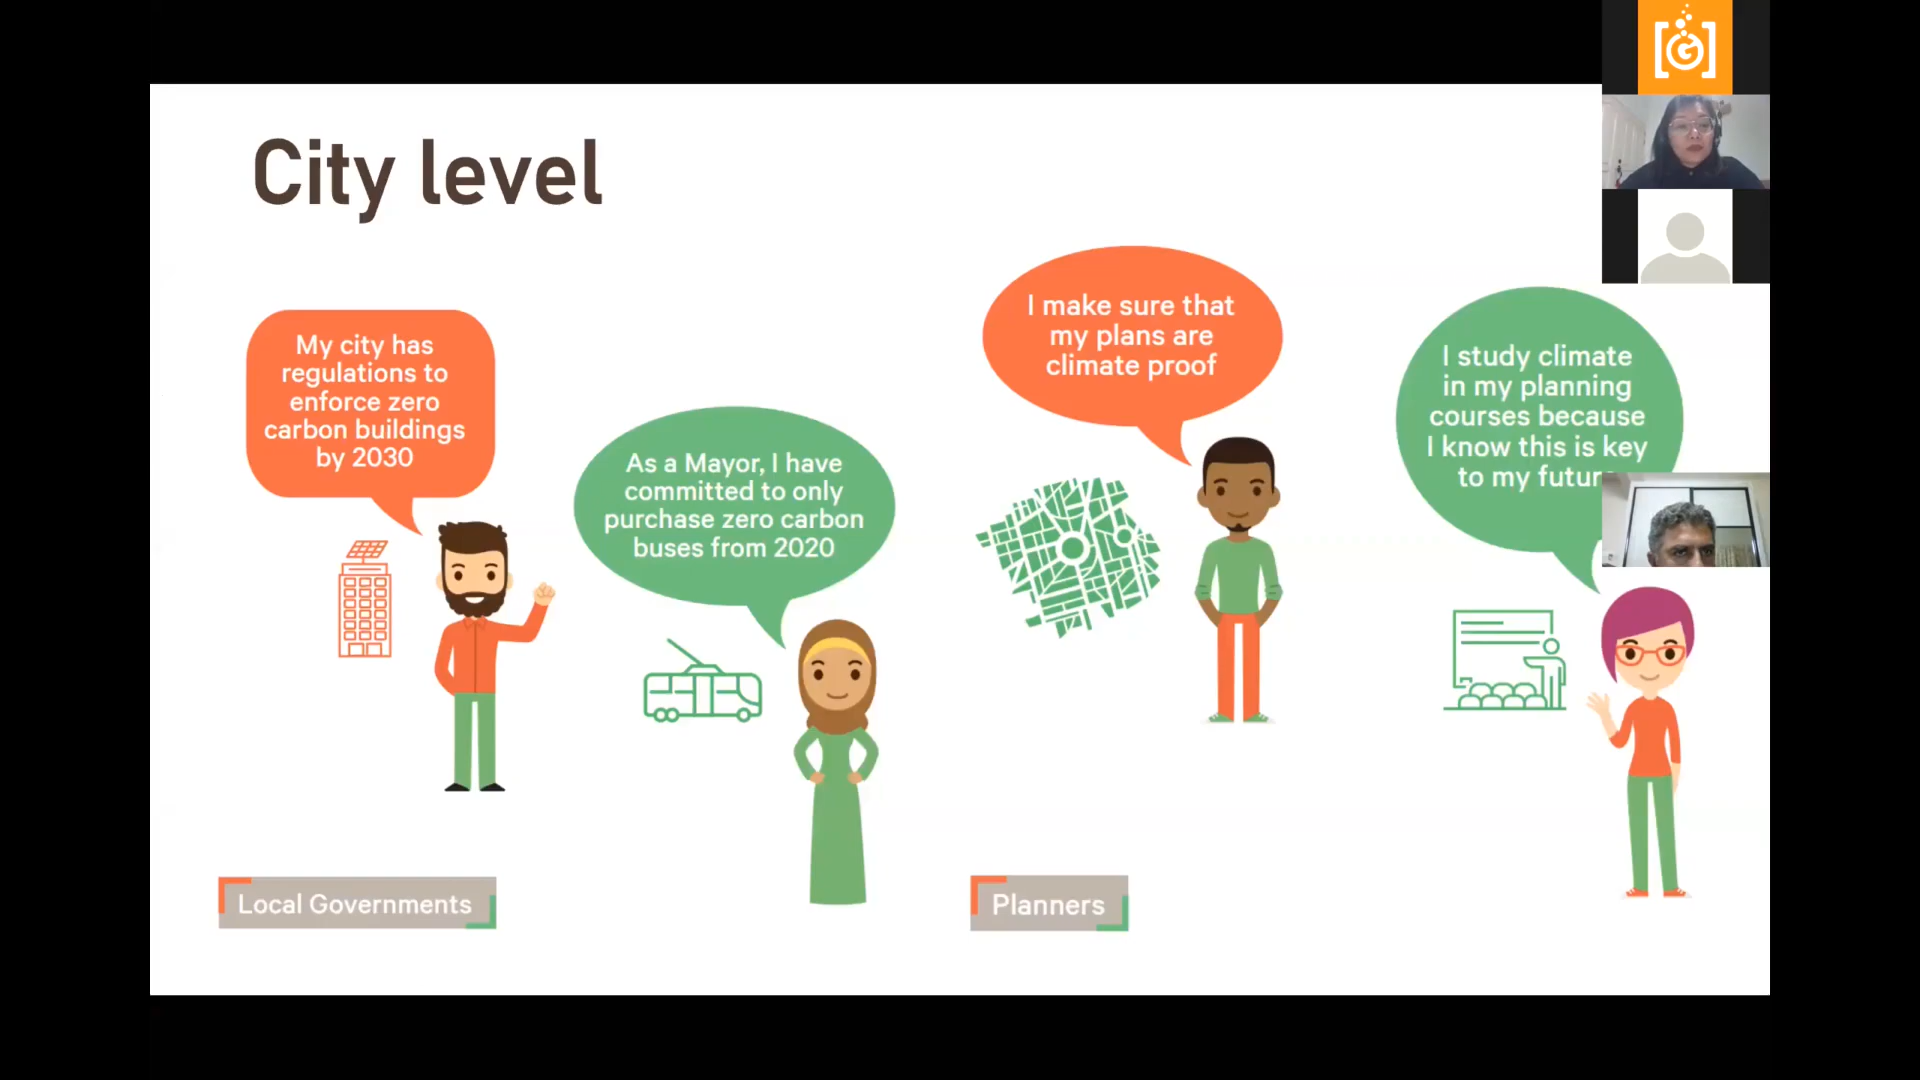 City level
My city has
regulations to
enforce zero
carbon buildings
by 2030
As a Mayor, I have
committed to only
purchase zero carbon
buses from 2020
I make sure that
my plans are
climate proof
I study climate
in my planning
courses because
I know this is key
to my
Local Governments
Planners
[G]